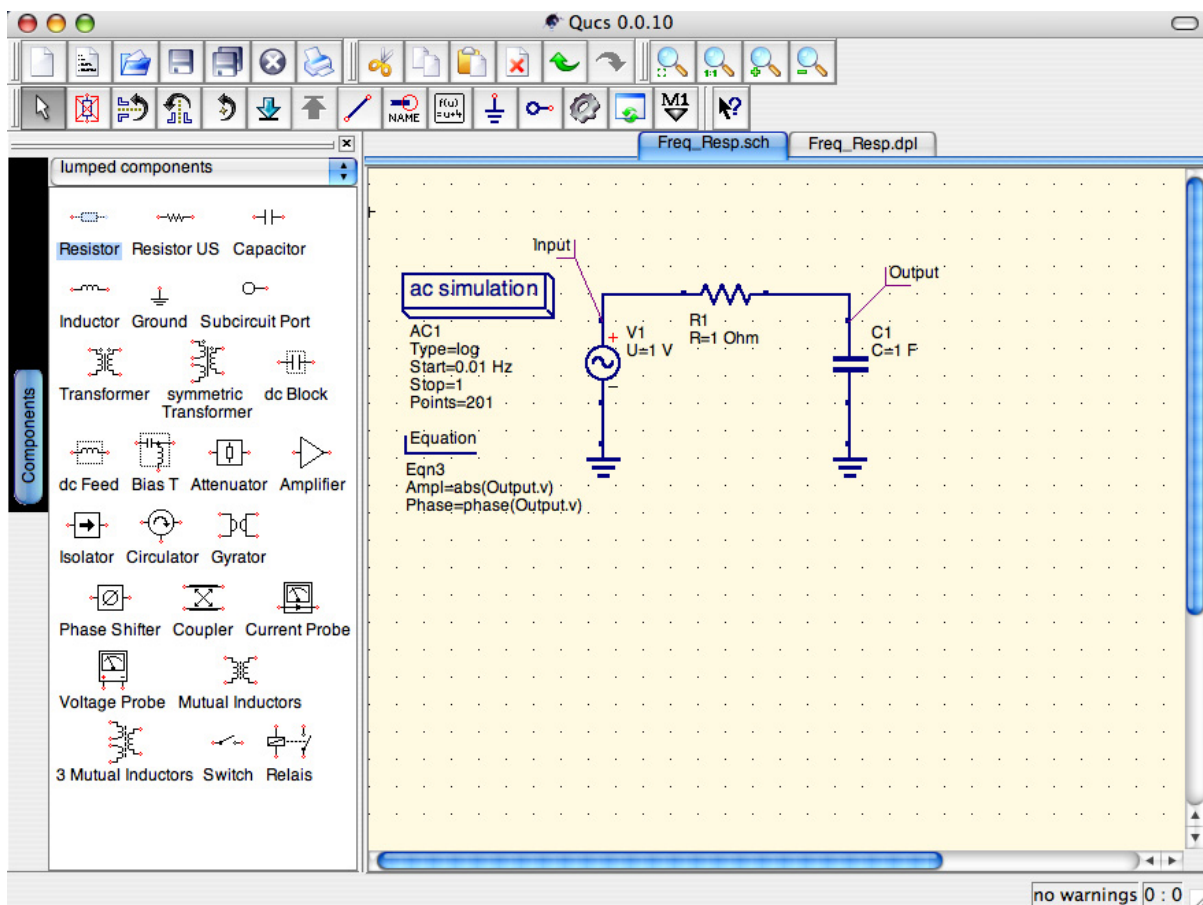 Qucs 0.0.10
1:1
NAME
f(u)
=u+4
M1
Freq_Resp.sch
Freq_Resp.dpl
lumped components
Components
Resistor Resistor US Capacitor
Inductor Ground Subcircuit Port
Transformer symmetric Transformer dc Block
dc Feed Bias T Attenuator Amplifier
Isolator Circulator Gyrator
Phase Shifter Coupler Current Probe
Voltage Probe Mutual Inductors
3 Mutual Inductors Switch Relais
Input
Output
ac simulation
AC1
Type=log
Start=0.01 Hz
Stop=1
Points=201
Equation
Eqn3
Ampl=abs(Output.v)
Phase=phase(Output.v)
V1
U=1 V
R1
R=1 Ohm
C1
C=1 F
no warnings 0 : 0